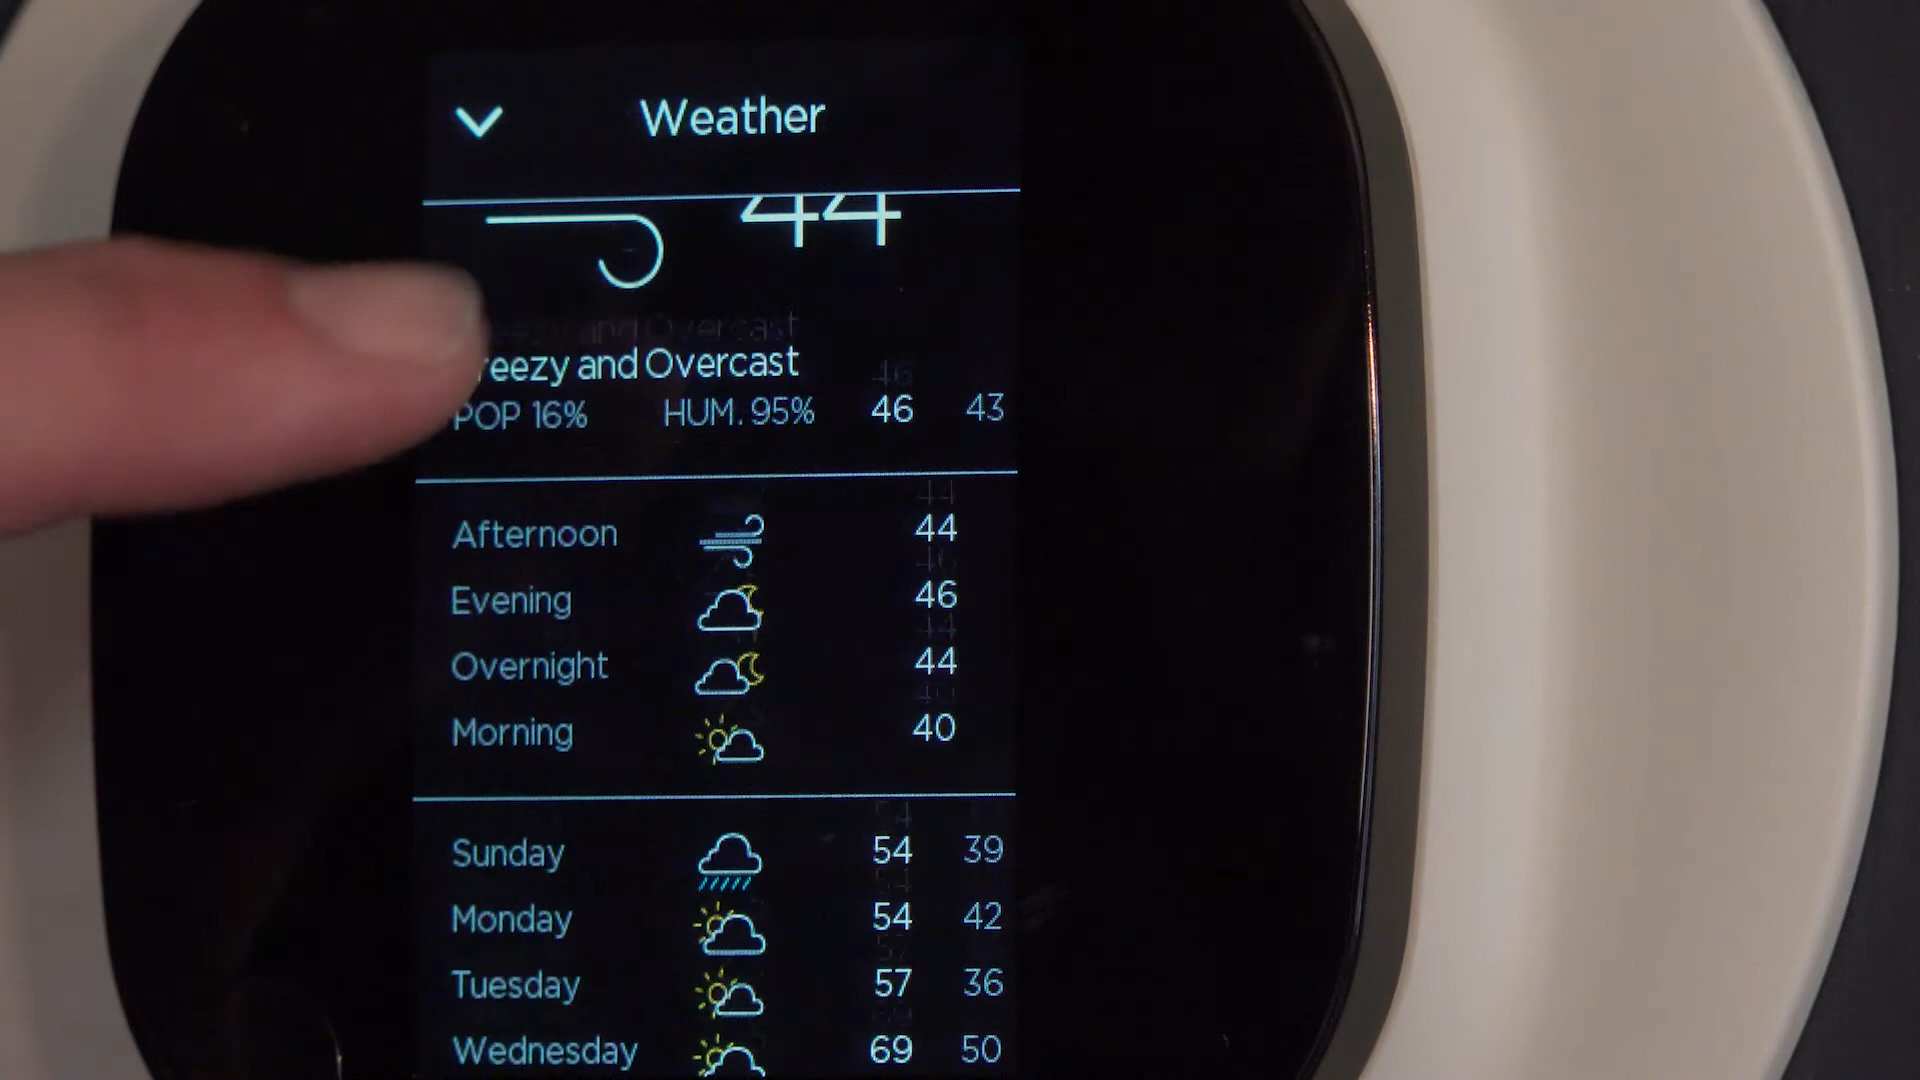 Weather
44
reezy and Overcast
POP 16% HUM. 95% 46 43
Afternoon 44
Evening 46
Overnight 44
Morning 40
Sunday 54 39
Monday 54 42
Tuesday 57 36
Wednesday 69 50